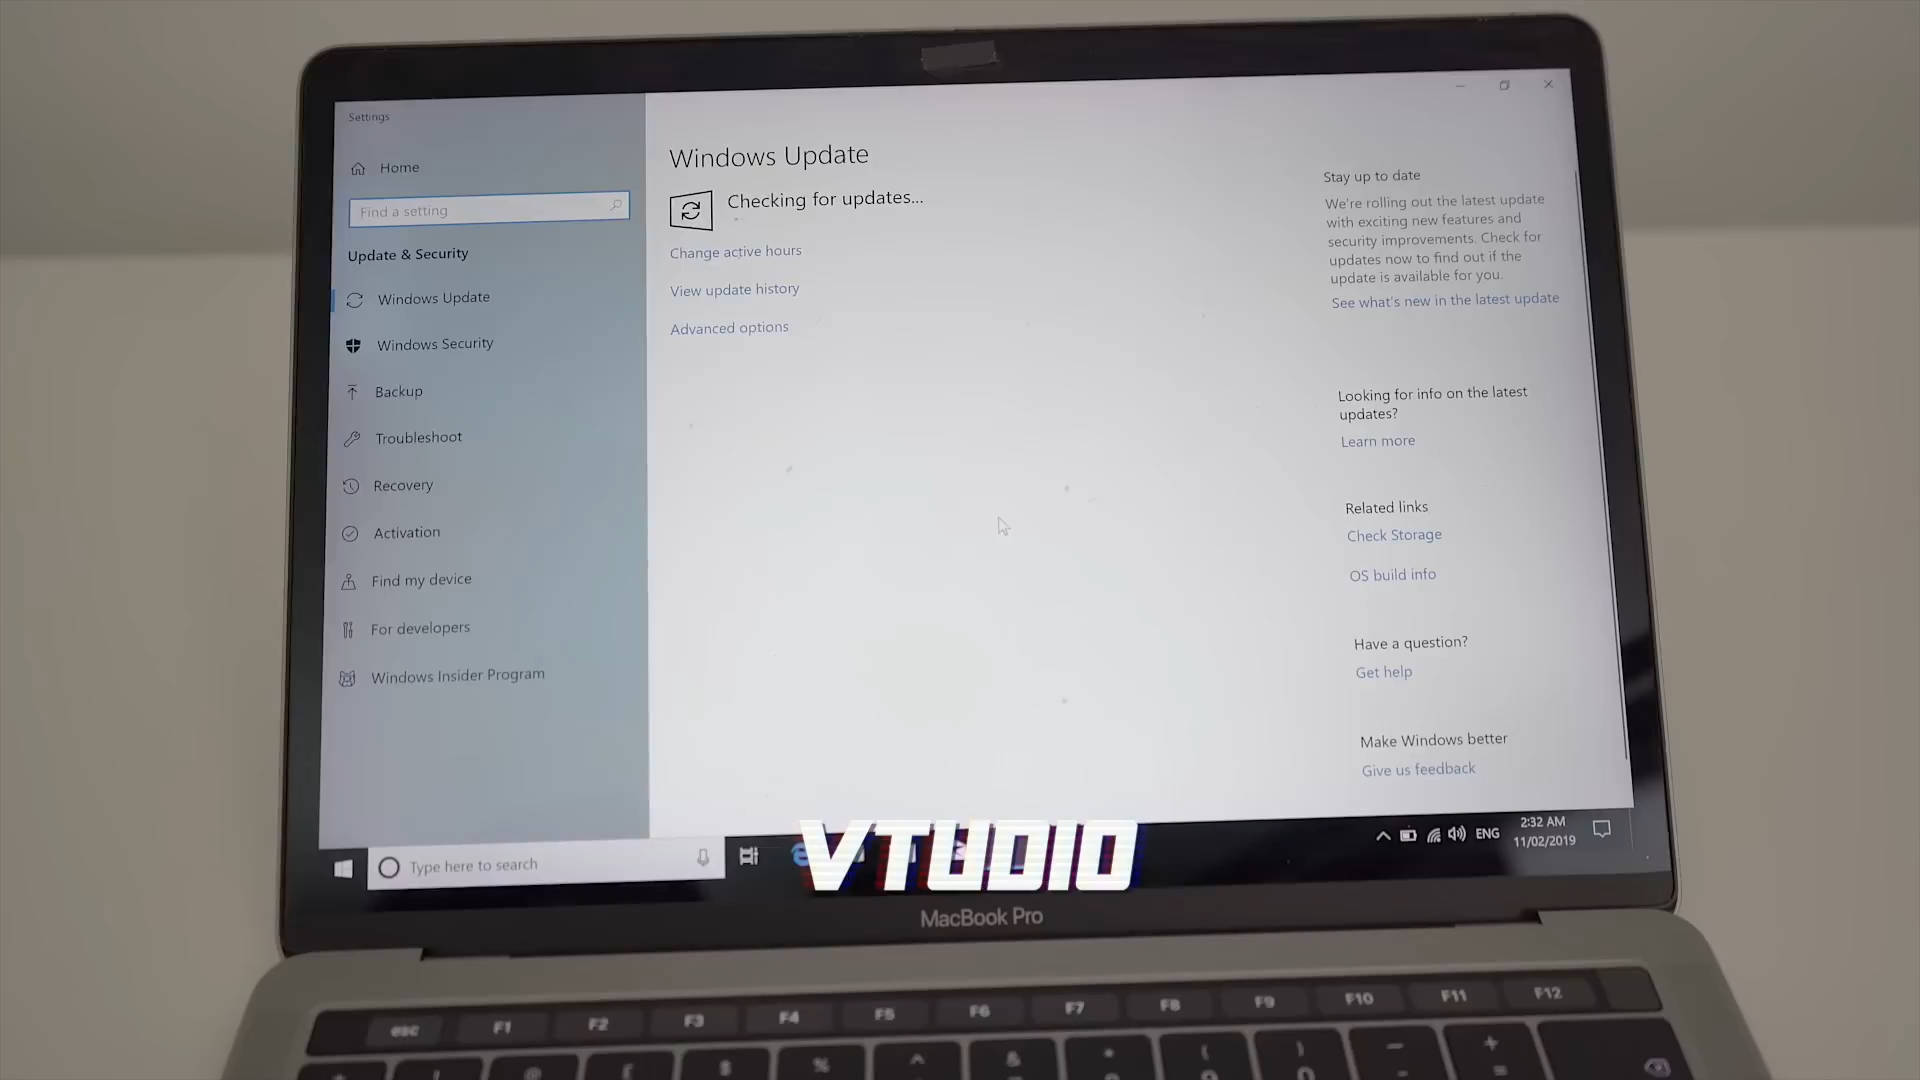 Settings
Home
Find a setting
Update & Security
Windows Update
Windows Security
Backup
Troubleshoot
Recovery
Activation
Find my device
For developers
Windows Insider Program
Windows Update
Checking for updates...
Change active hours
View update history
Advanced options
Stay up to date
We're rolling out the latest update
with exciting new features and
security improvements. Check for
updates now to find out if the
update is available for you.
See what's new in the latest update
Looking for info on the latest
updates?
Learn more
Related links
Check Storage
OS build info
Have a question?
Get help
Make Windows better
Give us feedback
Type here to search
VTUDIO
ENG
2:32 AM
11/02/2019
MacBook Pro
esc F1 F2 F3 F4 F5 F6 F7 F8 F9 F10 F11 F12
! @ £ $ % ^ & * ( ) _ +
9 0 - =